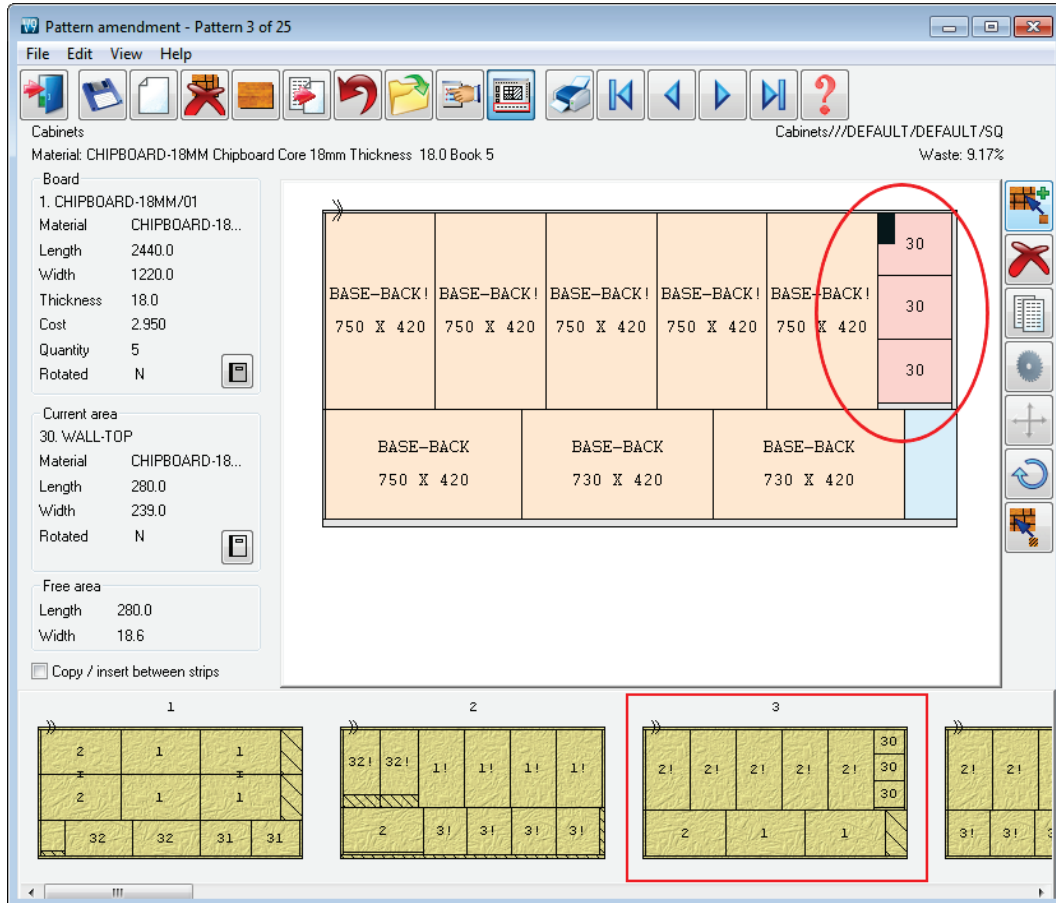 V9 Pattern amendment - Pattern 3 of 25
File Edit View Help
Cabinets Cabinets///DEFAULT/DEFAULT/SQ
Material: CHIPBOARD-18MM Chipboard Core 18mm Thickness 18.0 Book 5 Waste: 9.17%
Board
1. CHIPBOARD-18MM/01
Material CHIPBOARD-18...
Length 2440.0
Width 1220.0
Thickness 18.0
Cost 2.950
Quantity 5
Rotated N
Current area
30. WALL-TOP
Material CHIPBOARD-18...
Length 280.0
Width 239.0
Rotated N
Free area
Length 280.0
Width 18.6
Copy / insert between strips
30
BASE-BACK! BASE-BACK! BASE-BACK! BASE-BACK! BASE-BACK! 30
750 X 420 750 X 420 750 X 420 750 X 420 750 X 420
30
BASE-BACK BASE-BACK BASE-BACK
750 X 420 730 X 420 730 X 420
1 2 3
2 1 1
2 1 1
32 32 31 31
32! 32! 1! 1! 1! 1!
2 3! 3! 3! 3!
2! 2! 2! 2! 2! 30
30
30
2 1 1
2! 2!
3! 3! 3